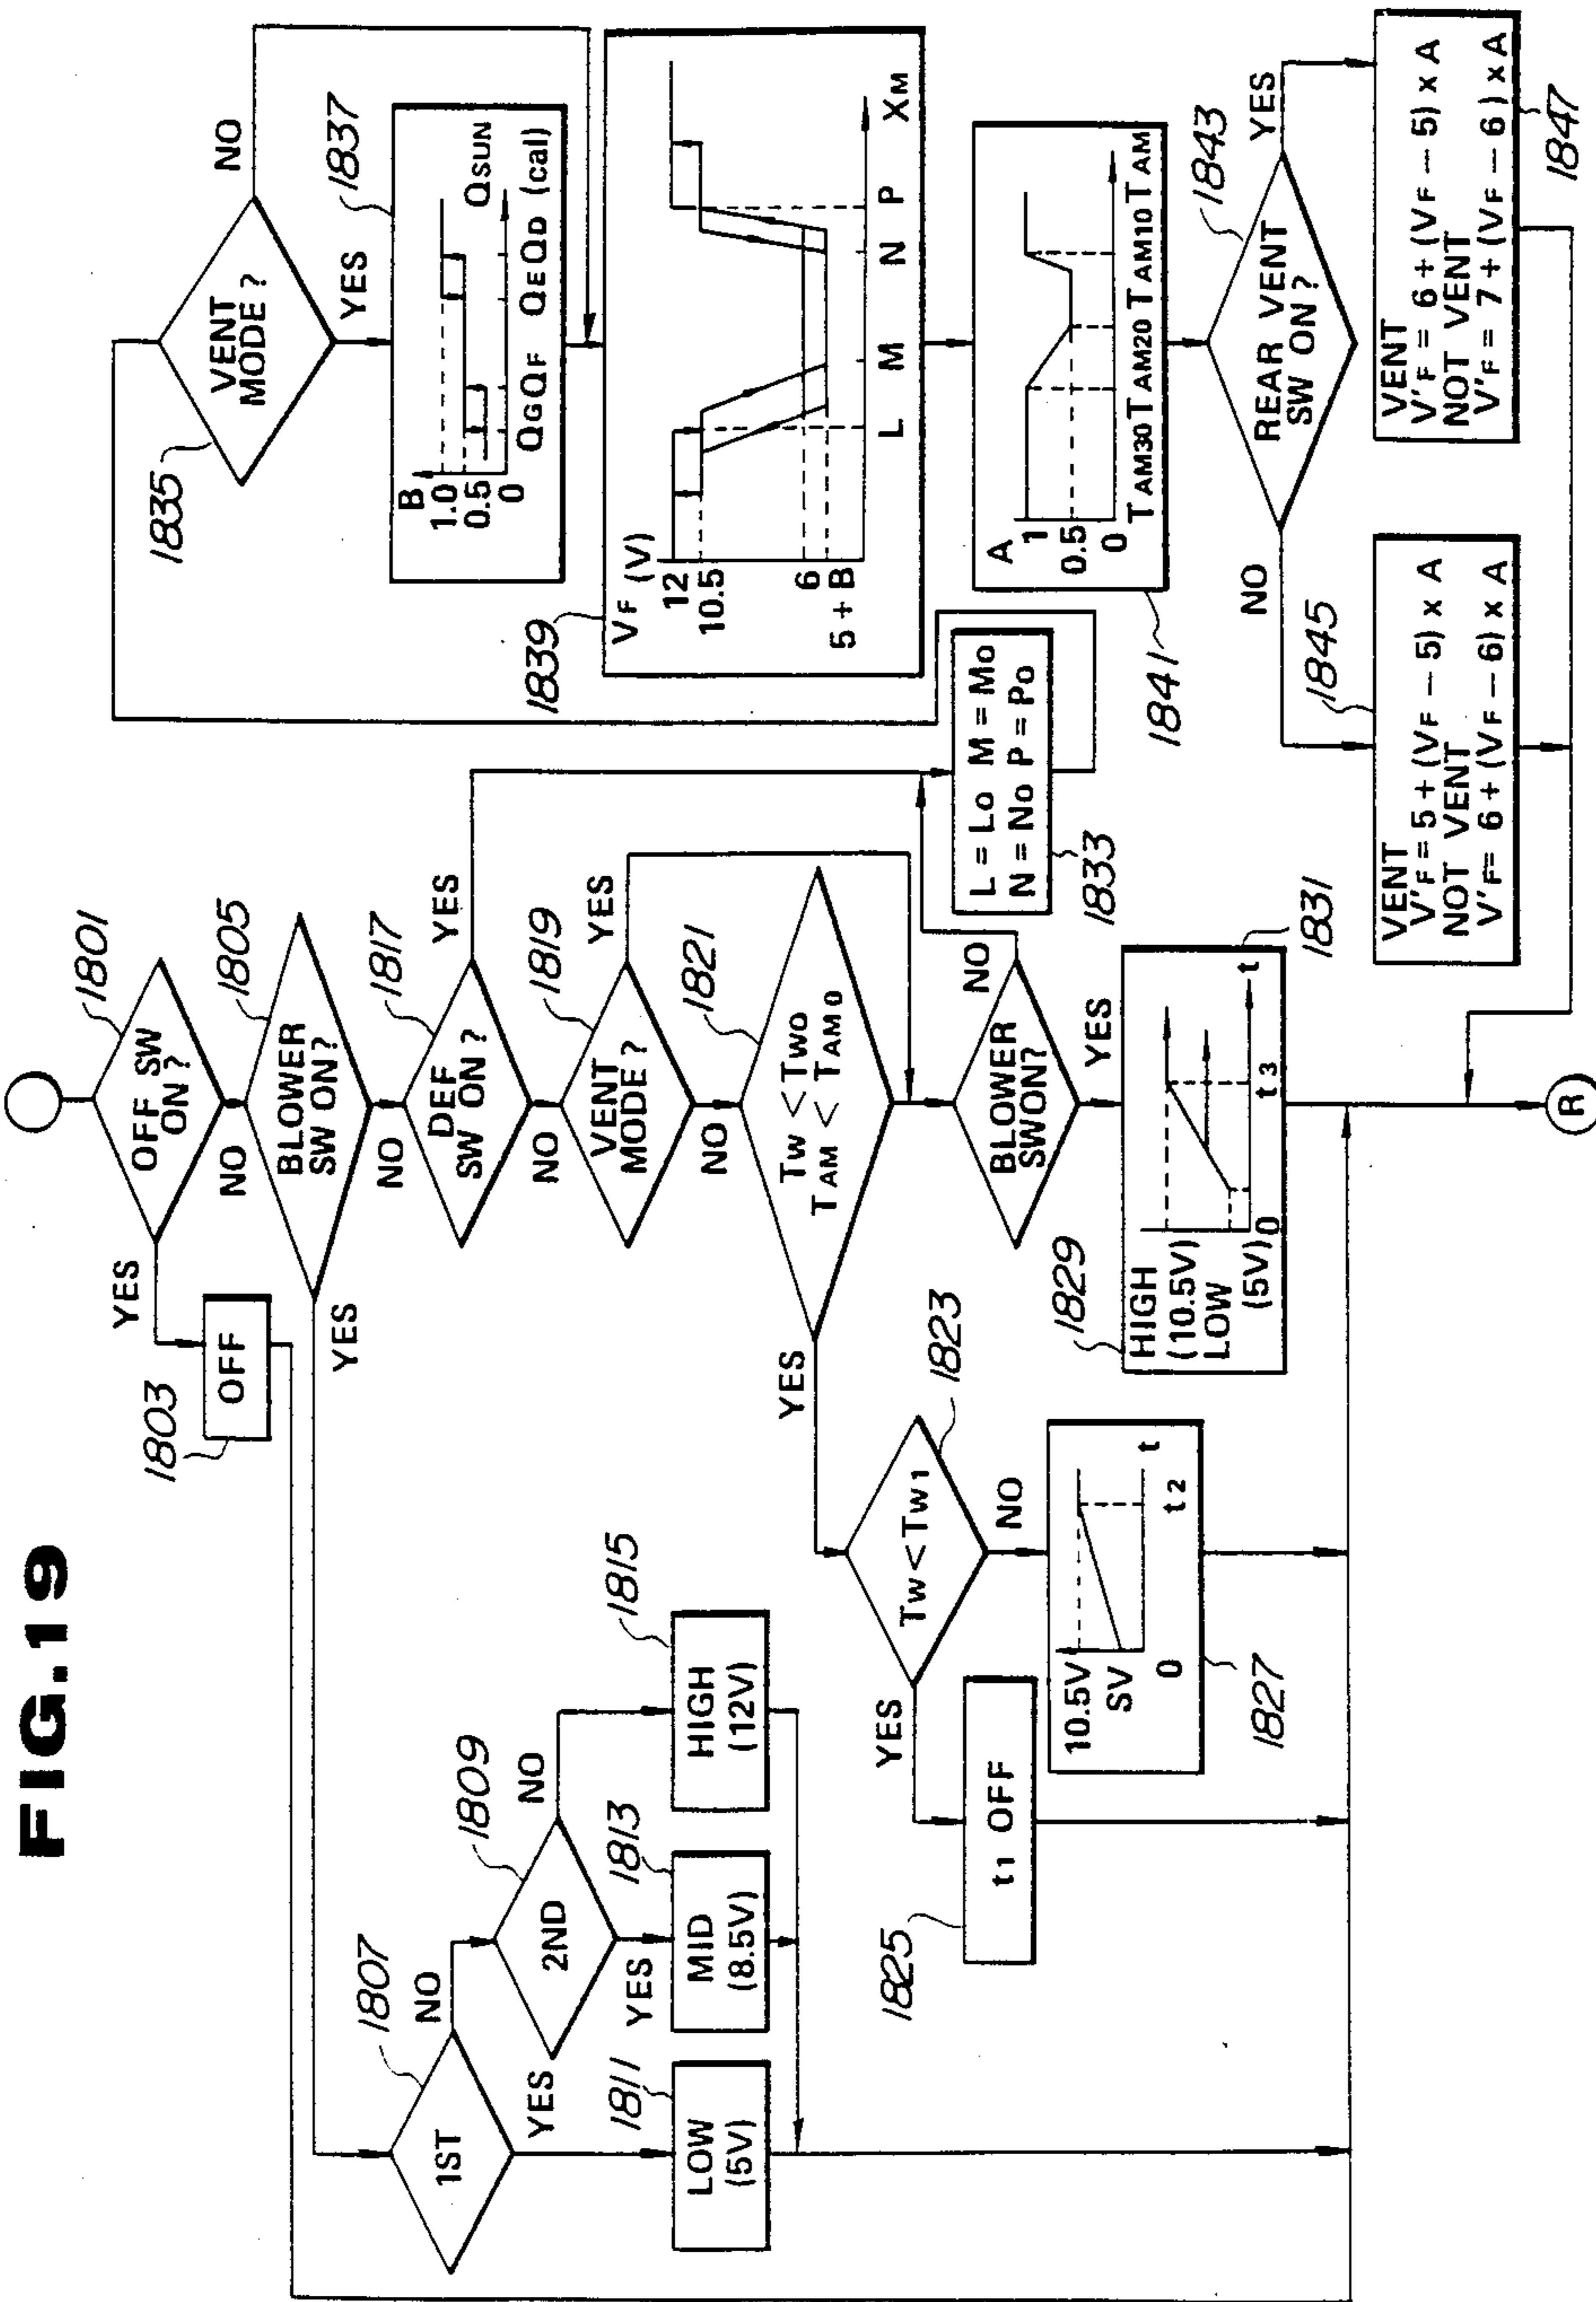 FIG.19
1801
OFF SW
ON ?
YES
NO
1803
OFF
1805
BLOWER
SW ON?
YES
NO
1807
1ST
NO
YES
1809
2ND
NO
YES
1811
LOW
(5V)
1813
MID
(8.5V)
1815
HIGH
(12V)
1817
DEF
SW ON ?
YES
NO
1819
VENT
MODE ?
YES
NO
1821
TW < TWO
TAM < TAM0
YES
1823
TW < TW1
YES
NO
1825
t1 OFF
1827
10.5V
SV
0
t2
t
BLOWER
SWON?
NO
YES
1829
1831
HIGH
(10.5V)
LOW
(5V)
0
t3
t
1833
L = LO M = MO
N = NO P = PO
1835
VENT
MODE ?
NO
YES
1837
B
1.0
0.5
0
QSUN
QG QF QE QD (cal)
1839
VF (V)
12
10.5
6
5 + B
L M N P XM
1841
A
1
0.5
0
TAM30 TAM20 TAM10 TAM
1843
REAR VENT
SW ON ?
NO
YES
1845
VENT
V'F = 5 + (VF − 5) x A
NOT VENT
V'F = 6 + (VF − 6) x A
1847
VENT
V'F = 6 + (VF − 5) x A
NOT VENT
V'F = 7 + (VF − 6) x A
R